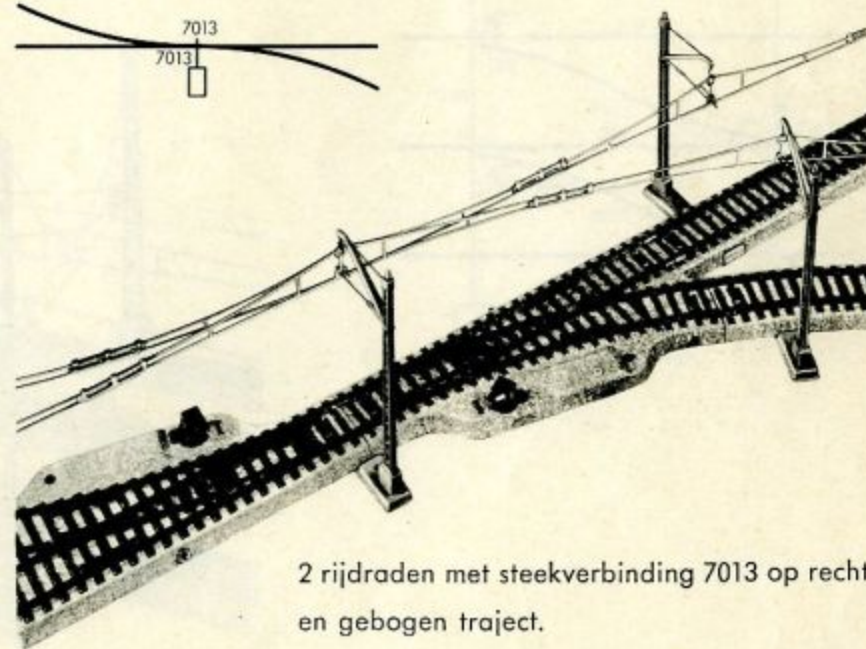 7013
7013
2 rijdraden met steekverbinding 7013 op recht
en gebogen traject.